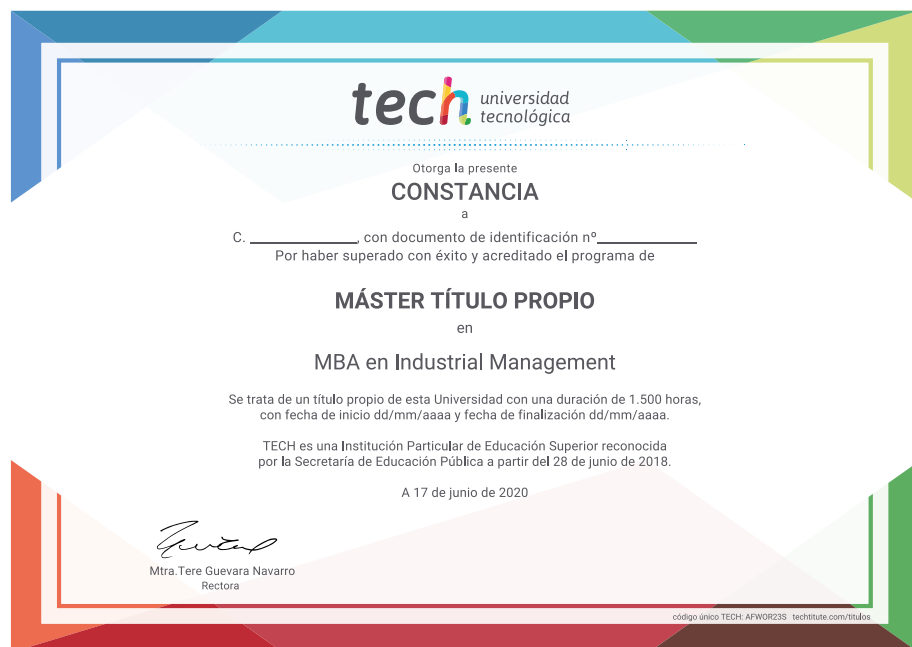 tech universidad
tecnológica
Otorga la presente
CONSTANCIA
a
C. ____________, con documento de identificación nº____________
Por haber superado con éxito y acreditado el programa de
MÁSTER TÍTULO PROPIO
en
MBA en Industrial Management
Se trata de un título propio de esta Universidad con una duración de 1.500 horas,
con fecha de inicio dd/mm/aaaa y fecha de finalización dd/mm/aaaa.
TECH es una Institución Particular de Educación Superior reconocida
por la Secretaría de Educación Pública a partir del 28 de junio de 2018.
A 17 de junio de 2020
Mtra.Tere Guevara Navarro
Rectora
código único TECH: AFWOR23S techtitute.com/titulos